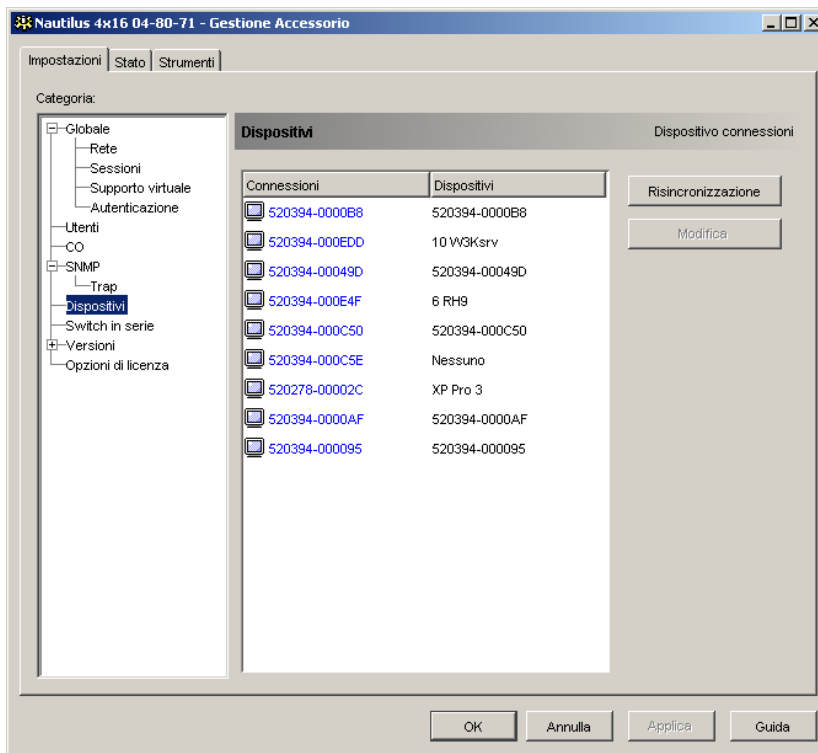 Nautilus 4x16 04-80-71 - Gestione Accessorio
Impostazioni Stato Strumenti
Categoria:
Globale
Rete
Sessioni
Supporto virtuale
Autenticazione
Utenti
CO
SNMP
Trap
Dispositivi
Switch in serie
Versioni
Opzioni di licenza
Dispositivi Dispositivo connessioni
Connessioni Dispositivi
520394-0000B8 520394-0000B8
520394-000EDD 10 W3Ksrv
520394-00049D 520394-00049D
520394-000E4F 6 RH9
520394-000C50 520394-000C50
520394-000C5E Nessuno
520278-00002C XP Pro 3
520394-0000AF 520394-0000AF
520394-000095 520394-000095
Risincronizzazione
Modifica
OK Annulla Applica Guida